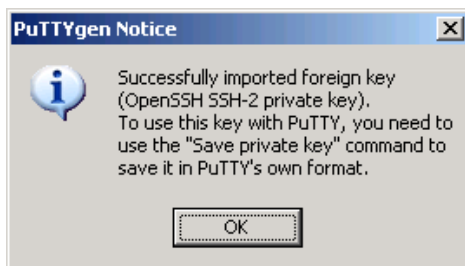 PuTTYgen Notice
Successfully imported foreign key
(OpenSSH SSH-2 private key).
To use this key with PuTTY, you need to
use the "Save private key" command to
save it in PuTTY's own format.
OK